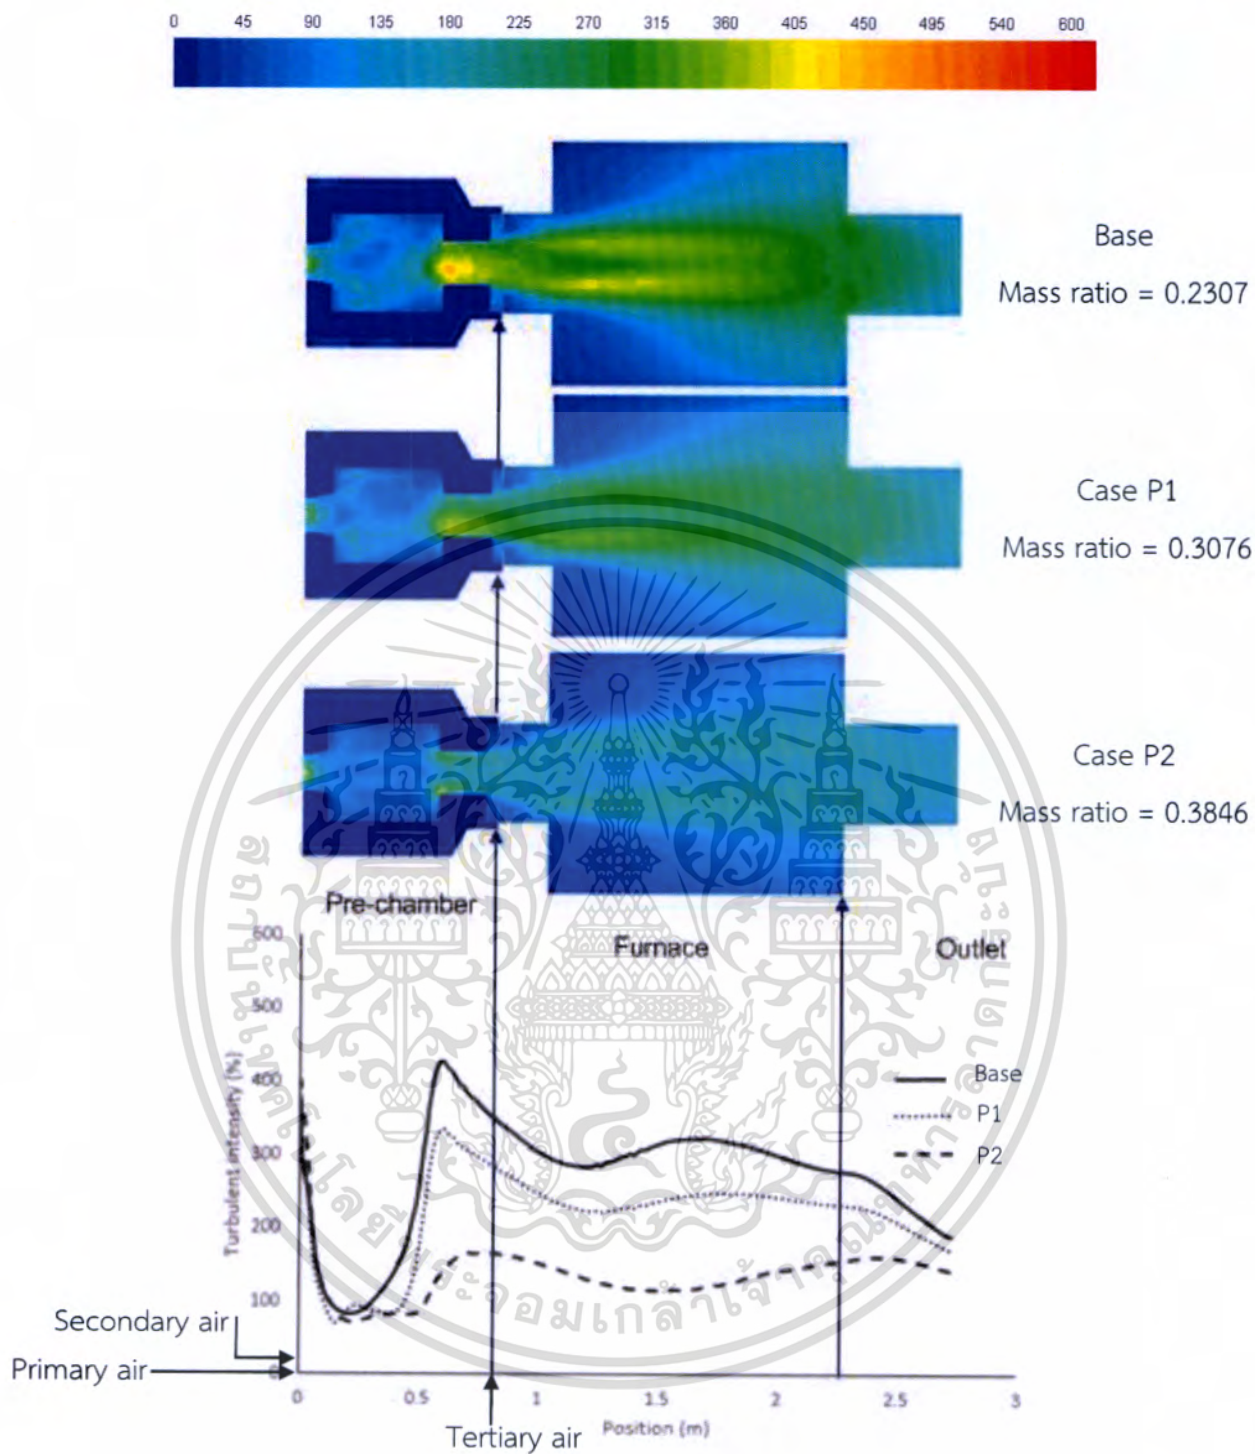 0 45 90 135 180 225 270 315 360 405 450 495 540 600
Base
Mass ratio = 0.2307
Case P1
Mass ratio = 0.3076
Case P2
Mass ratio = 0.3846
Pre-chamber
Furnace
Outlet
600
500
400
300
200
100
0
Turbulent intensity (%)
Base
P1
P2
Secondary air
Primary air
0 0.5 1 1.5 2 2.5 3
Tertiary air
Position (m)